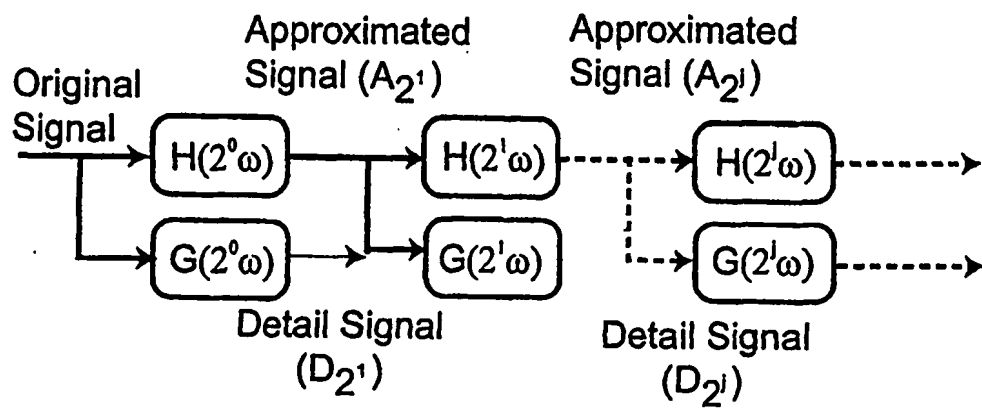 Approximated
Signal (A₂¹)
Approximated
Signal (A₂ʲ)
Original
Signal
H(2⁰ω)
H(2¹ω)
H(2ʲω)
G(2⁰ω)
G(2¹ω)
G(2ʲω)
Detail Signal
(D₂¹)
Detail Signal
(D₂ʲ)